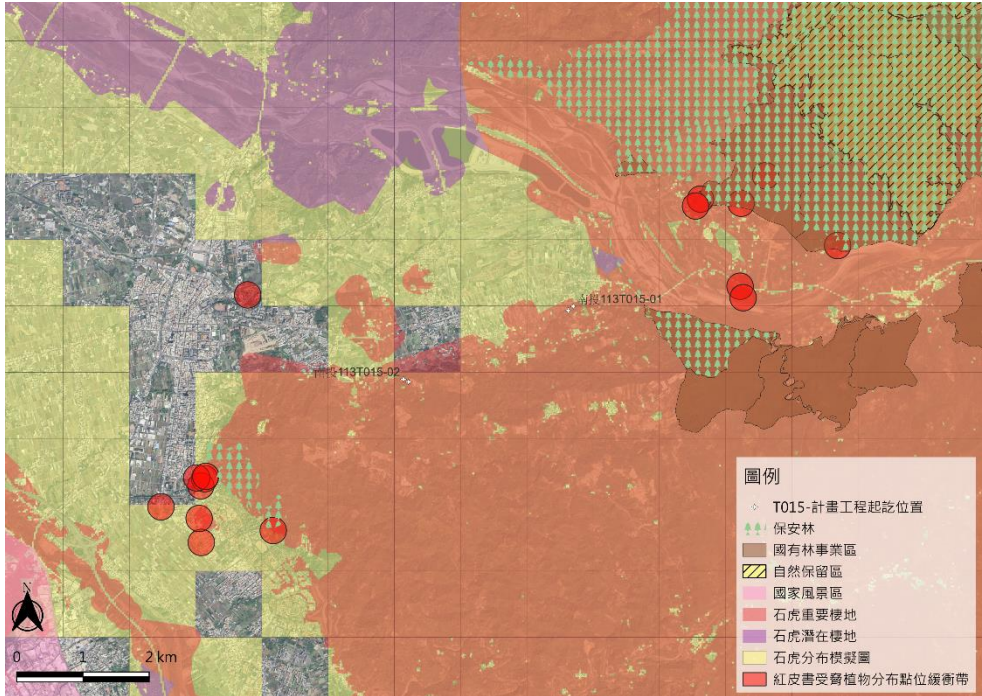 南投113T015-01
南投113T015-02
圖例
T015-計畫工程起訖位置
保安林
國有林事業區
自然保留區
國家風景區
石虎重要棲地
石虎潛在棲地
石虎分布模擬圖
紅皮書受脅植物分布點位緩衝帶
N
0 1 2 km